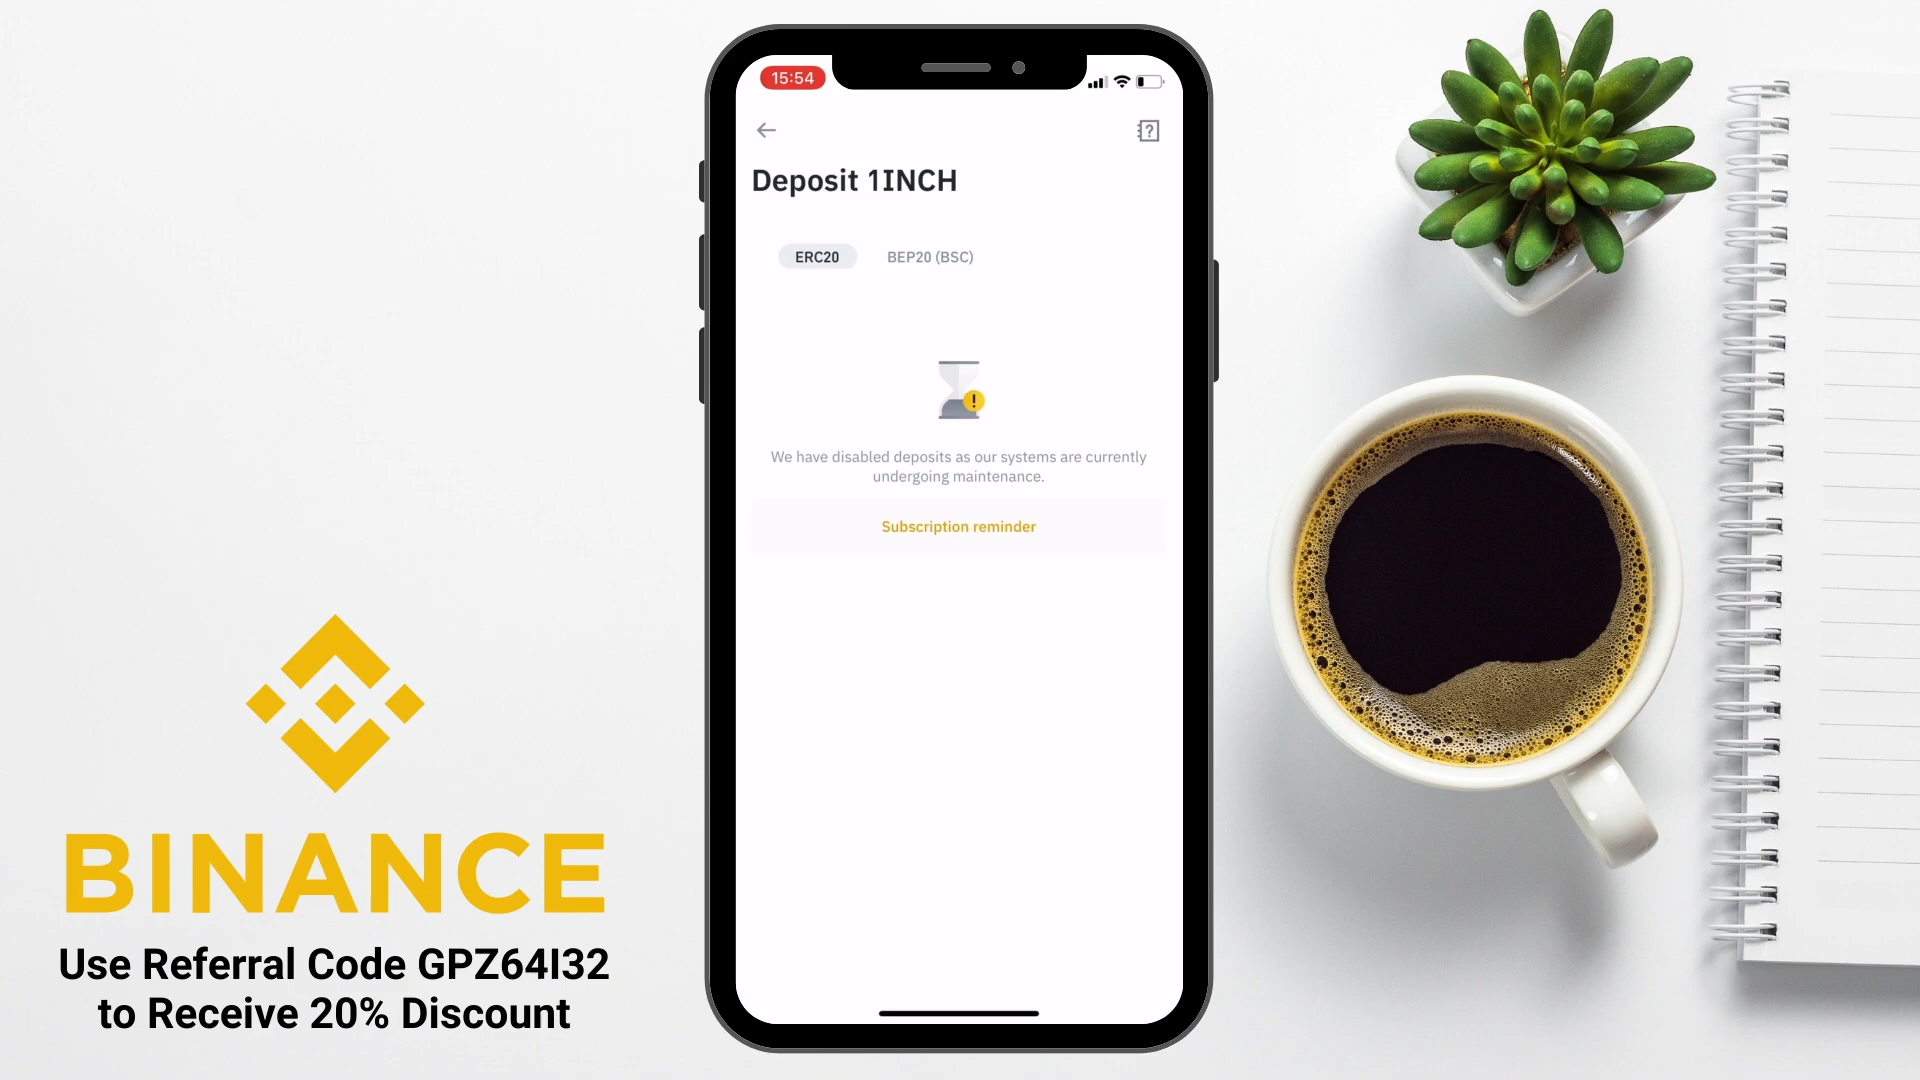 15:54
Deposit 1INCH
ERC20 BEP20 (BSC)
We have disabled deposits as our systems are currently
undergoing maintenance.
Subscription reminder
BINANCE
Use Referral Code GPZ64I32
to Receive 20% Discount